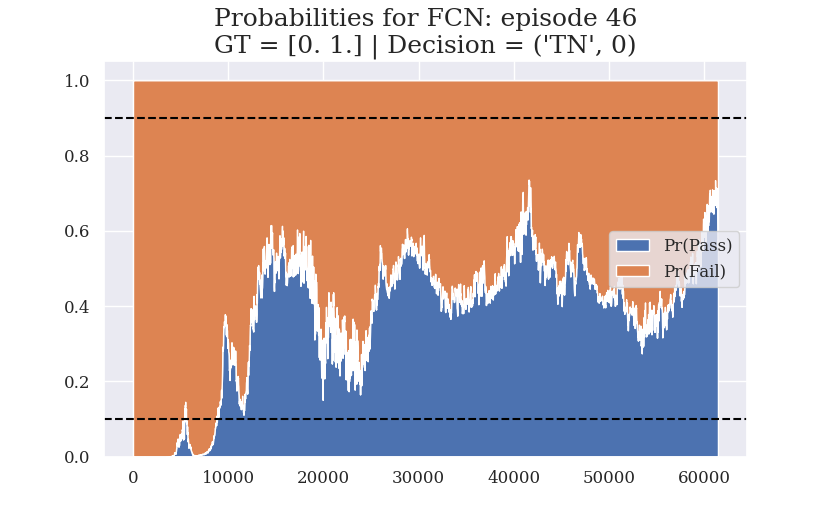 Probabilities for FCN: episode 46
GT = [0. 1.] | Decision = ('TN', 0)
1.0
0.8
0.6
0.4
0.2
0.0
Pr(Pass)
Pr(Fail)
0 10000 20000 30000 40000 50000 60000